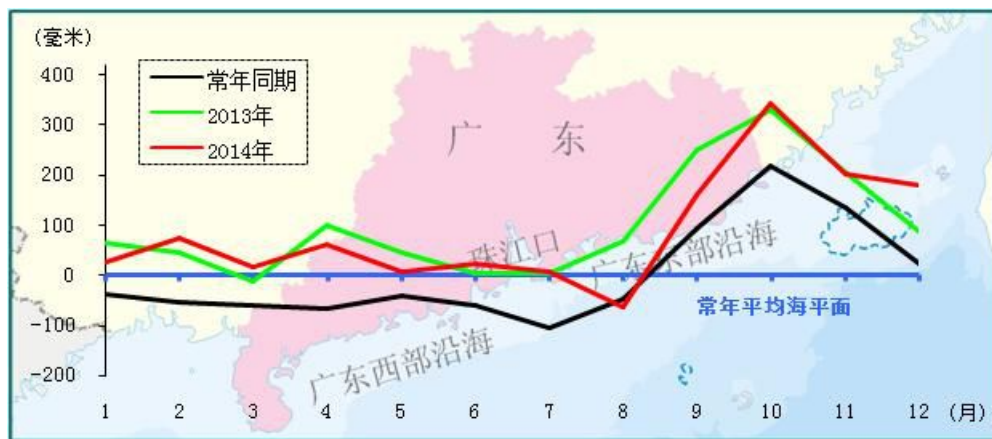 (毫米)
400
300
200
100
0
-100
-200
常年同期
2013年
2014年
广 东
珠江口
广东东部沿海
常年平均海平面
广东西部沿海
1 2 3 4 5 6 7 8 9 10 11 12 (月)